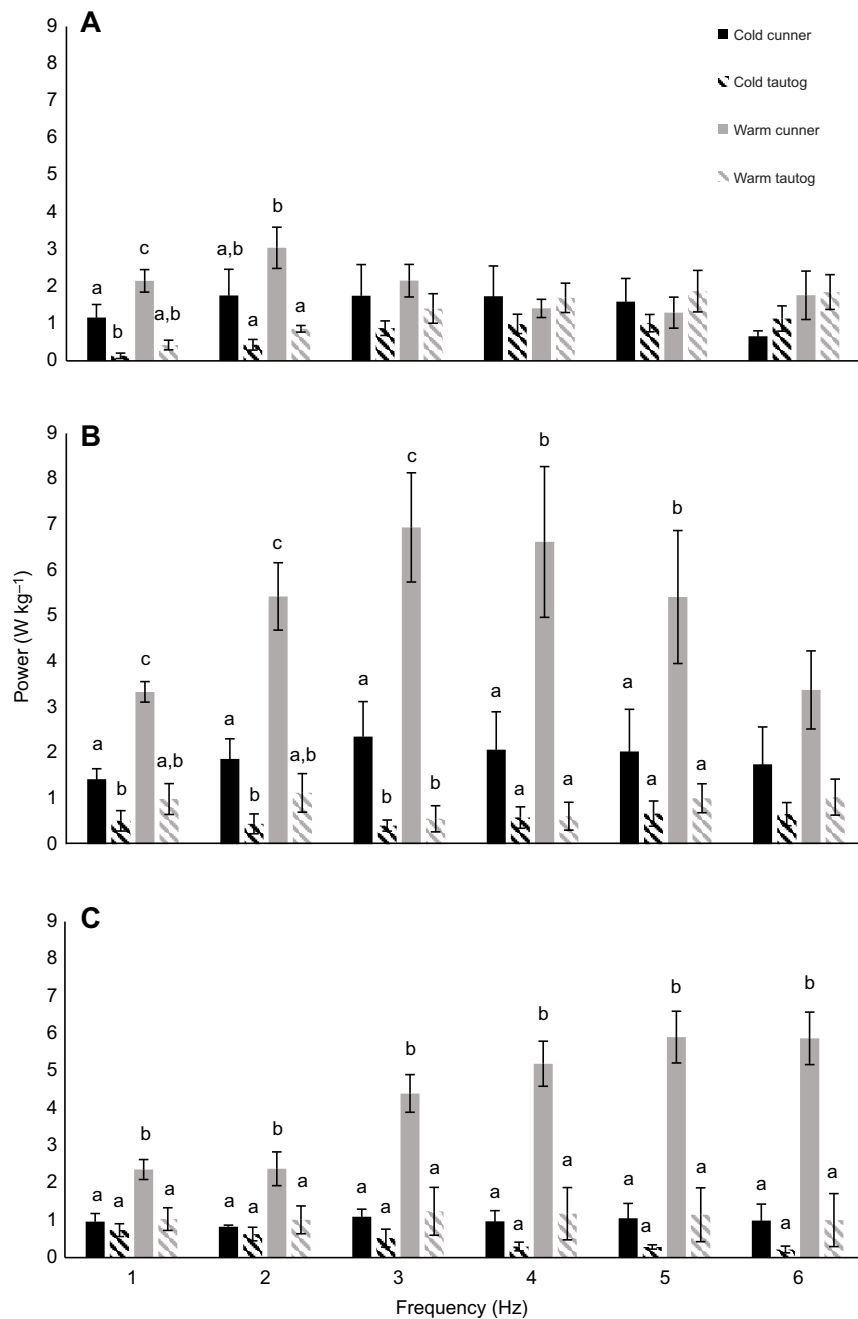 A
9
8
7
6
5
4
3
2
1
0
Cold cunner
Cold tautog
Warm cunner
Warm tautog
a
b
c
a,b
a,b
a
b
a
B
9
8
7
6
5
4
3
2
1
0
Power (W kg–1)
a
b
c
a,b
a
b
c
a,b
a
b
c
b
a
a
b
a
a
a
b
a
C
9
8
7
6
5
4
3
2
1
0
a
a
b
a
a
a
b
a
a
a
b
a
a
a
b
a
a
a
b
a
a
a
b
a
1 2 3 4 5 6
Frequency (Hz)